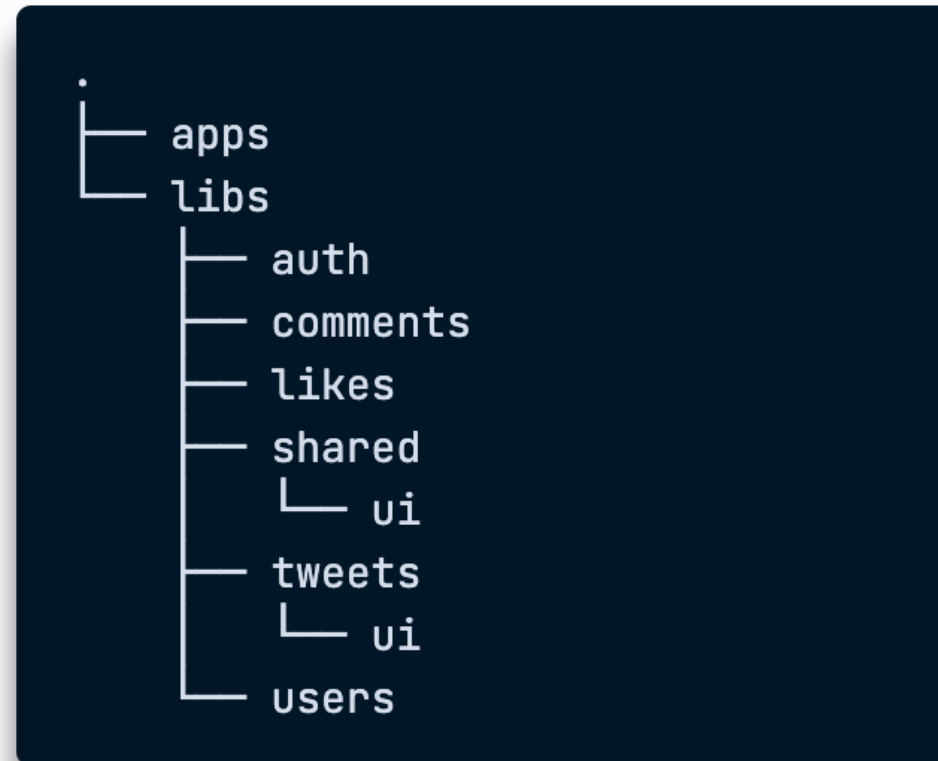 .
├── apps
└── libs
    ├── auth
    ├── comments
    ├── likes
    ├── shared
    │   └── ui
    ├── tweets
    │   └── ui
    └── users